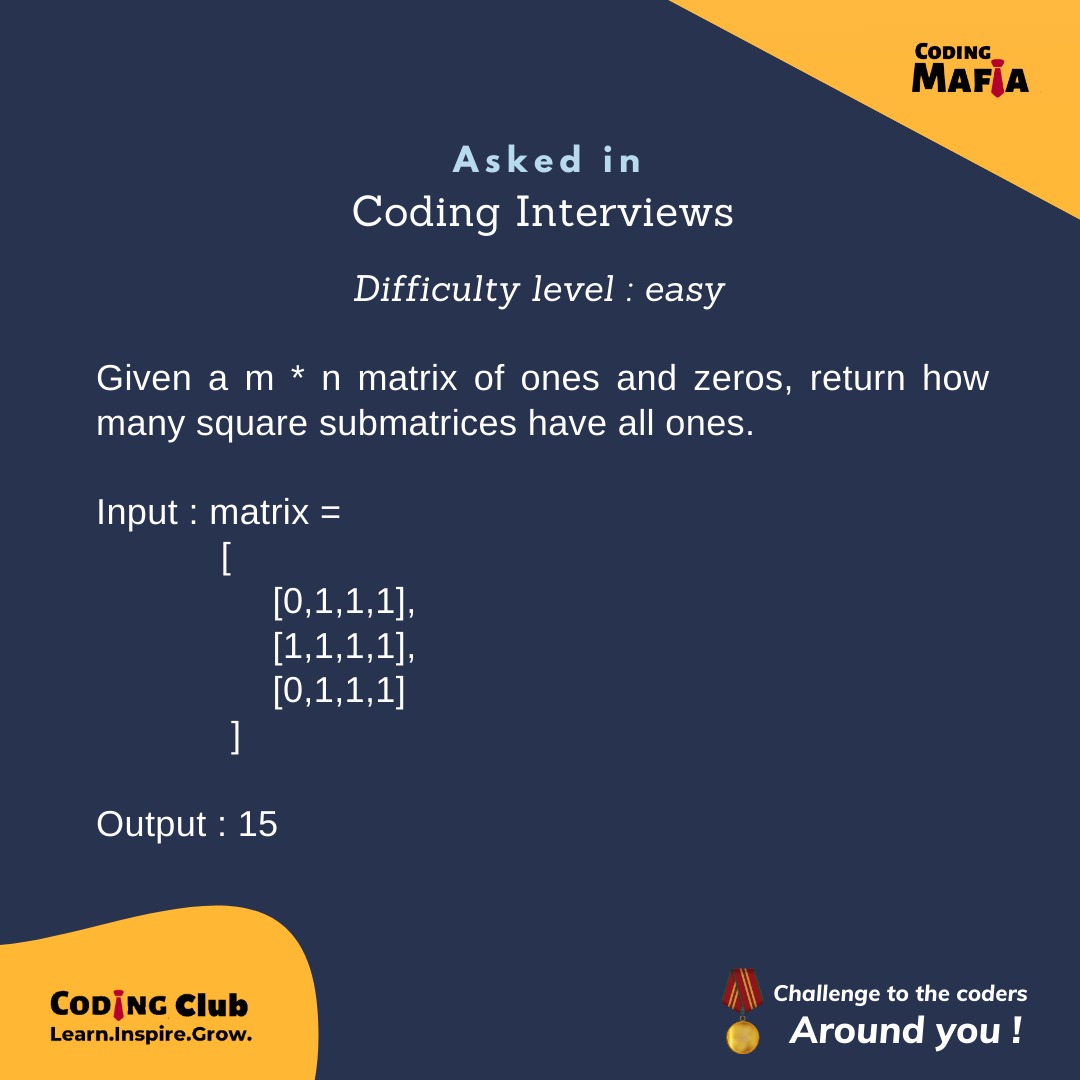 CODING
MAFIA
Asked in
Coding Interviews
Difficulty level : easy
Given a m * n matrix of ones and zeros, return how
many square submatrices have all ones.
Input : matrix =
[
[0,1,1,1],
[1,1,1,1],
[0,1,1,1]
]
Output : 15
CODING Club
Learn.Inspire.Grow.
Challenge to the coders
Around you !